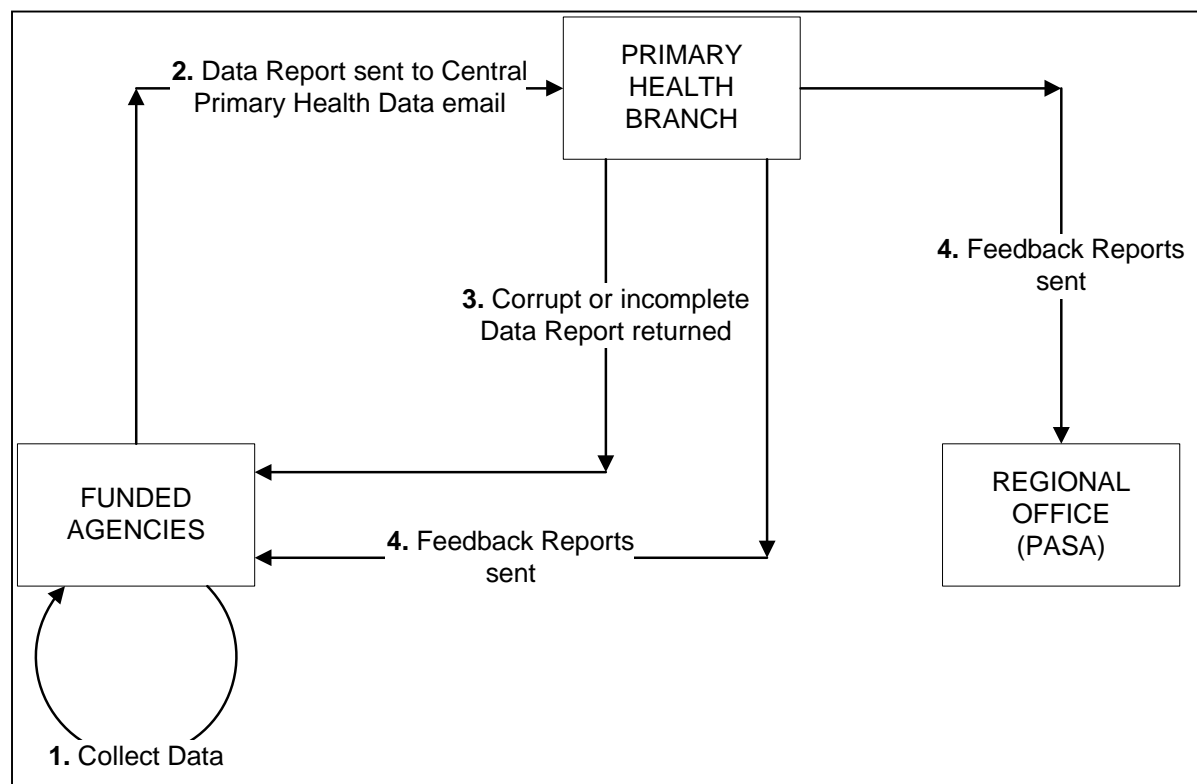 2. Data Report sent to Central
Primary Health Data email
PRIMARY
HEALTH
BRANCH
4. Feedback Reports
sent
3. Corrupt or incomplete
Data Report returned
FUNDED
AGENCIES
4. Feedback Reports
sent
REGIONAL
OFFICE
(PASA)
1. Collect Data